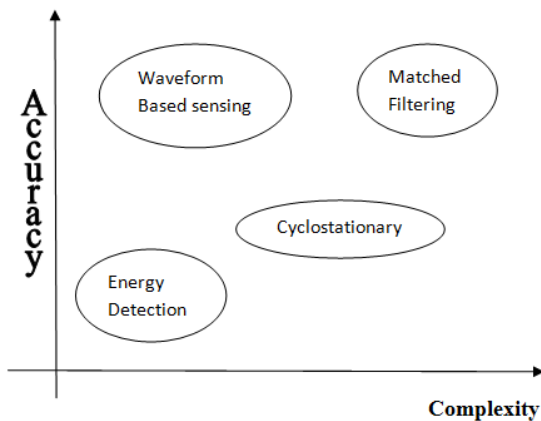 Waveform
Based sensing
Matched
Filtering
Accuracy
Cyclostationary
Energy
Detection
Complexity